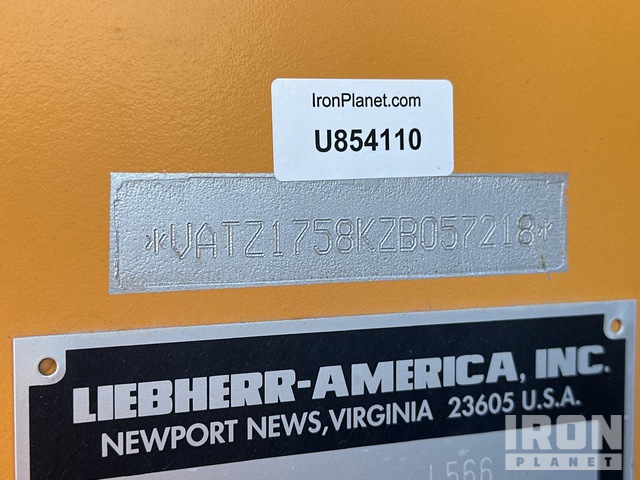 IronPlanet.com
U854110
*VATZ1758KZB057218*
LIEBHERR-AMERICA, INC.
NEWPORT NEWS, VIRGINIA 23605 U.S.A.
L566
IRON
PLANET